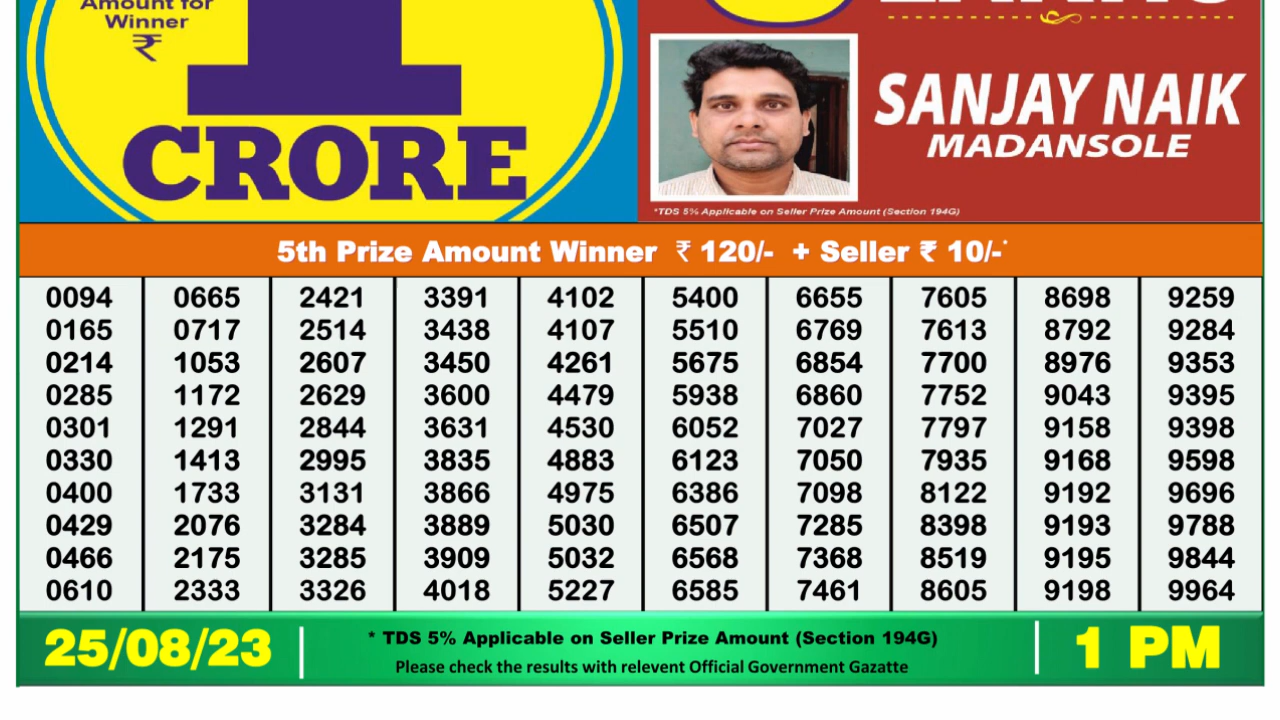 Amount for
Winner
₹
1
CRORE
SANJAY NAIK
MADANSOLE
*TDS 5% Applicable on Seller Prize Amount (Section 194G)
5th Prize Amount Winner ₹ 120/- + Seller ₹ 10/-*
0094 0665 2421 3391 4102 5400 6655 7605 8698 9259
0165 0717 2514 3438 4107 5510 6769 7613 8792 9284
0214 1053 2607 3450 4261 5675 6854 7700 8976 9353
0285 1172 2629 3600 4479 5938 6860 7752 9043 9395
0301 1291 2844 3631 4530 6052 7027 7797 9158 9398
0330 1413 2995 3835 4883 6123 7050 7935 9168 9598
0400 1733 3131 3866 4975 6386 7098 8122 9192 9696
0429 2076 3284 3889 5030 6507 7285 8398 9193 9788
0466 2175 3285 3909 5032 6568 7368 8519 9195 9844
0610 2333 3326 4018 5227 6585 7461 8605 9198 9964
25/08/23
* TDS 5% Applicable on Seller Prize Amount (Section 194G)
Please check the results with relevent Official Government Gazatte
1 PM